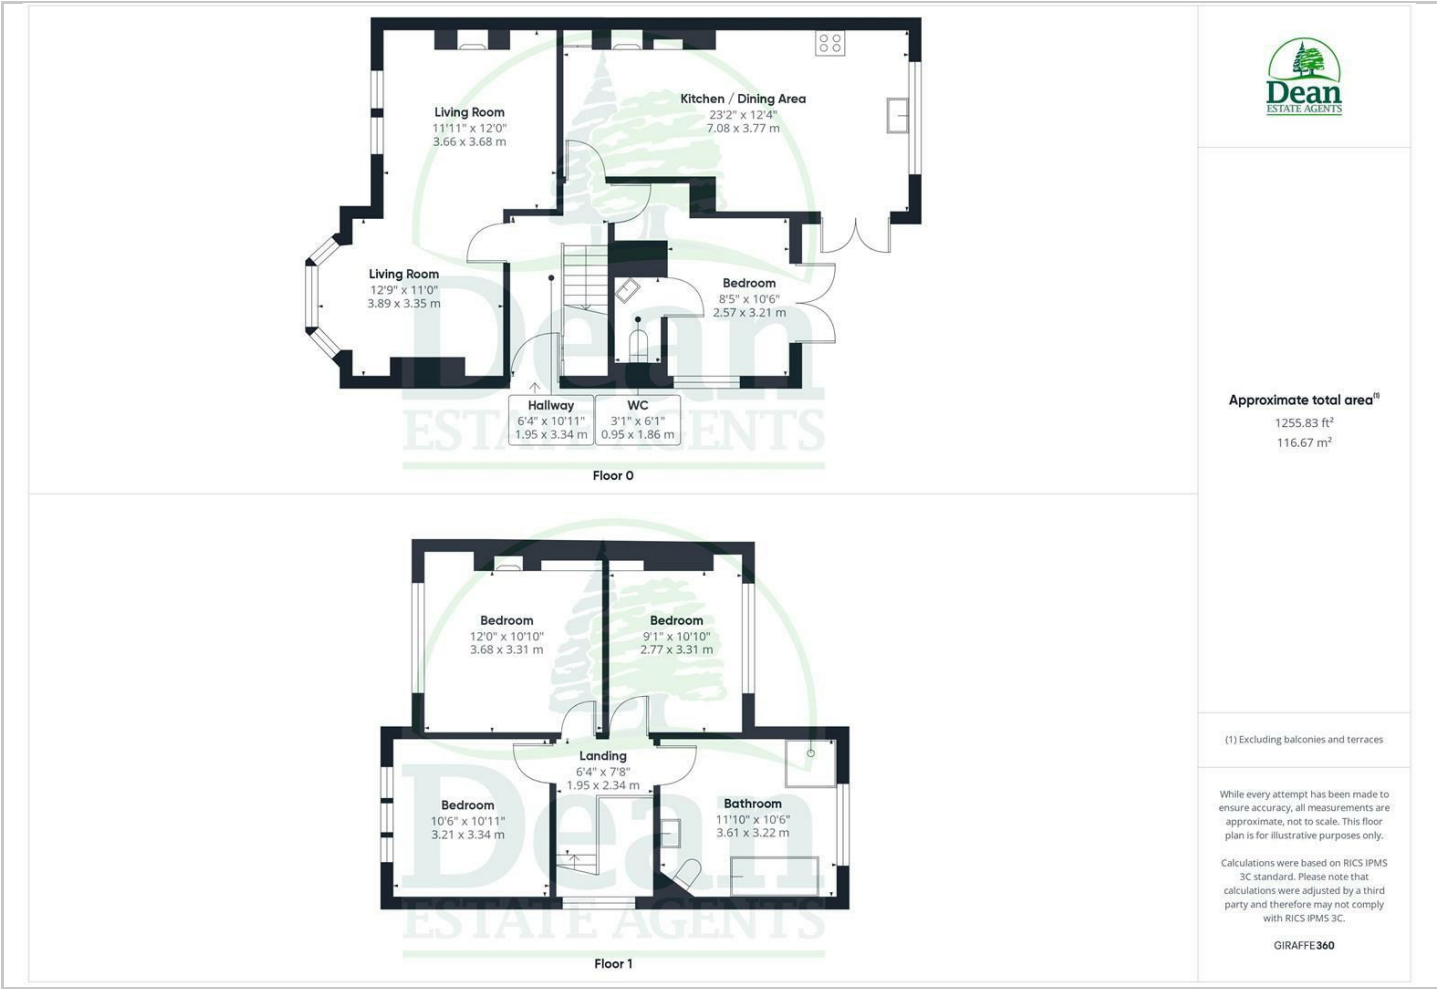 Living Room
11'11" x 12'0"
3.66 x 3.68 m
Kitchen / Dining Area
23'2" x 12'4"
7.08 x 3.77 m
Living Room
12'9" x 11'0"
3.89 x 3.35 m
Bedroom
8'5" x 10'6"
2.57 x 3.21 m
Hallway
6'4" x 10'11"
1.95 x 3.34 m
WC
3'1" x 6'1"
0.95 x 1.86 m
Dean
ESTATE AGENTS
Floor 0
Bedroom
12'0" x 10'10"
3.68 x 3.31 m
Bedroom
9'1" x 10'10"
2.77 x 3.31 m
Landing
6'4" x 7'8"
1.95 x 2.34 m
Bedroom
10'6" x 10'11"
3.21 x 3.34 m
Bathroom
11'10" x 10'6"
3.61 x 3.22 m
Dean
ESTATE AGENTS
Floor 1
Dean
ESTATE AGENTS
Approximate total area(1)
1255.83 ft²
116.67 m²
(1) Excluding balconies and terraces
While every attempt has been made to
ensure accuracy, all measurements are
approximate, not to scale. This floor
plan is for illustrative purposes only.
Calculations were based on RICS IPMS
3C standard. Please note that
calculations were adjusted by a third
party and therefore may not comply
with RICS IPMS 3C.
GIRAFFE360